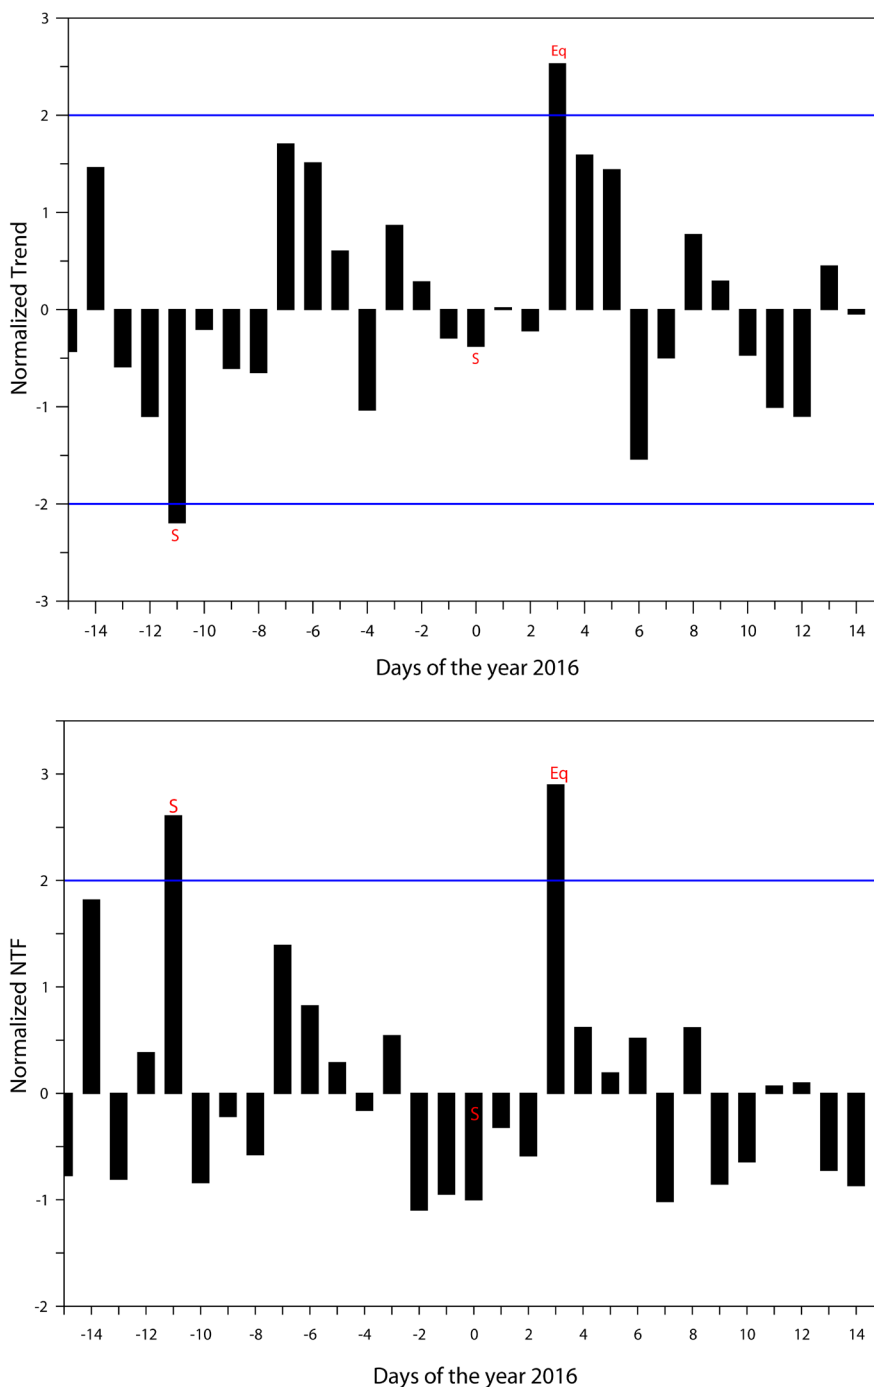 3
Eq
2
1
0
S
-1
-2
S
-3
-14 -12 -10 -8 -6 -4 -2 0 2 4 6 8 10 12 14
Normalized Trend
Days of the year 2016
3
Eq
S
2
1
0
S
-1
-2
-14 -12 -10 -8 -6 -4 -2 0 2 4 6 8 10 12 14
Normalized NTF
Days of the year 2016